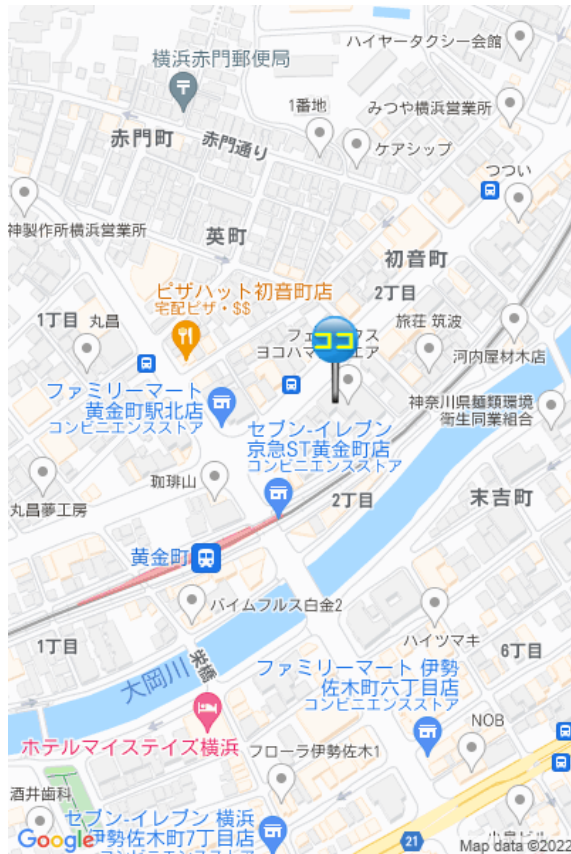 ハイヤータクシー会館
横浜赤門郵便局
みつや横浜営業所
1番地
赤門町
赤門通り
ケアシップ
つつい
神製作所横浜営業所
英町
初音町
ピザハット初音町店
宅配ピザ・$$
2丁目
1丁目
丸昌
旅荘 筑波
ココ
河内屋材木店
ファミリーマート
黄金町駅北店
コンビニエンスストア
神奈川県麺類環境
衛生同業組合
セブン-イレブン
京急ST黄金町店
コンビニエンスストア
珈琲山
丸昌夢工房
2丁目
末吉町
黄金町
バイムフルス白金2
1丁目
栄橋
ハイツマキ
6丁目
大岡川
ファミリーマート 伊勢
佐木町六丁目店
コンビニエンスストア
ホテルマイステイズ横浜
NOB
フローラ伊勢佐木1
酒井歯科
セブン-イレブン 横浜
伊勢佐木町7丁目店
21
Google
Map data ©2022